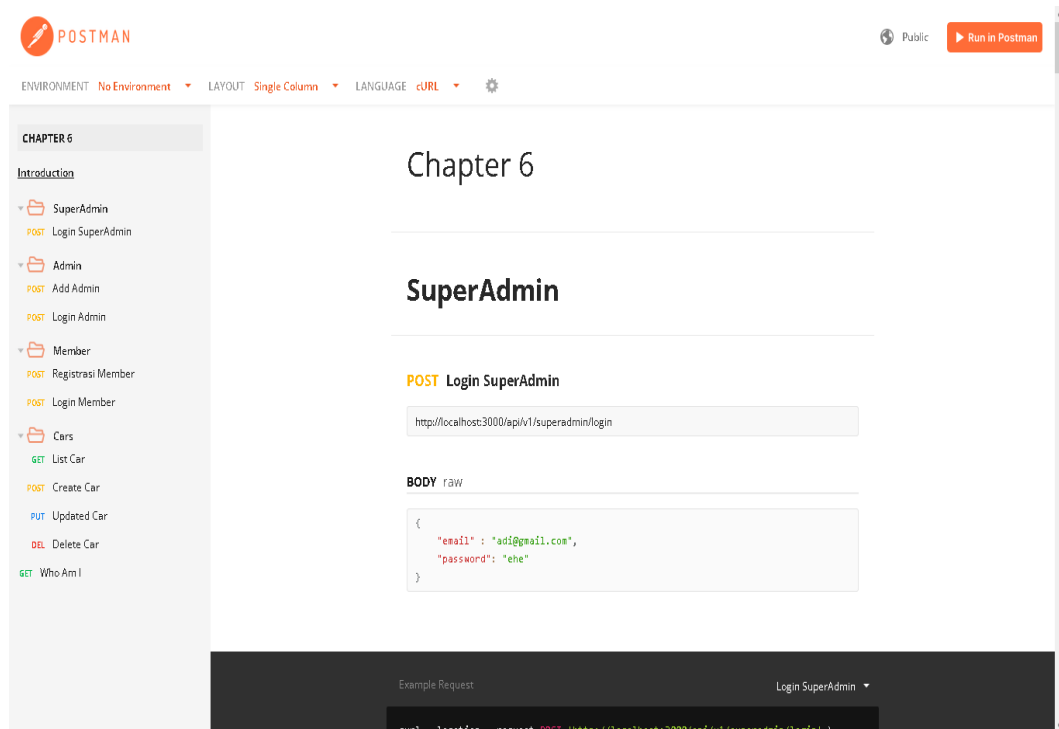 POSTMAN
Public
Run in Postman
ENVIRONMENT No Environment LAYOUT Single Column LANGUAGE cURL
CHAPTER 6
Introduction
SuperAdmin
POST Login SuperAdmin
Admin
POST Add Admin
POST Login Admin
Member
POST Registrasi Member
POST Login Member
Cars
GET List Car
POST Create Car
PUT Updated Car
DEL Delete Car
GET Who Am I
Chapter 6
SuperAdmin
POST Login SuperAdmin
http://localhost:3000/api/v1/superadmin/login
BODY raw
{
"email" : "adi@gmail.com",
"password": "ehe"
}
Example Request
Login SuperAdmin